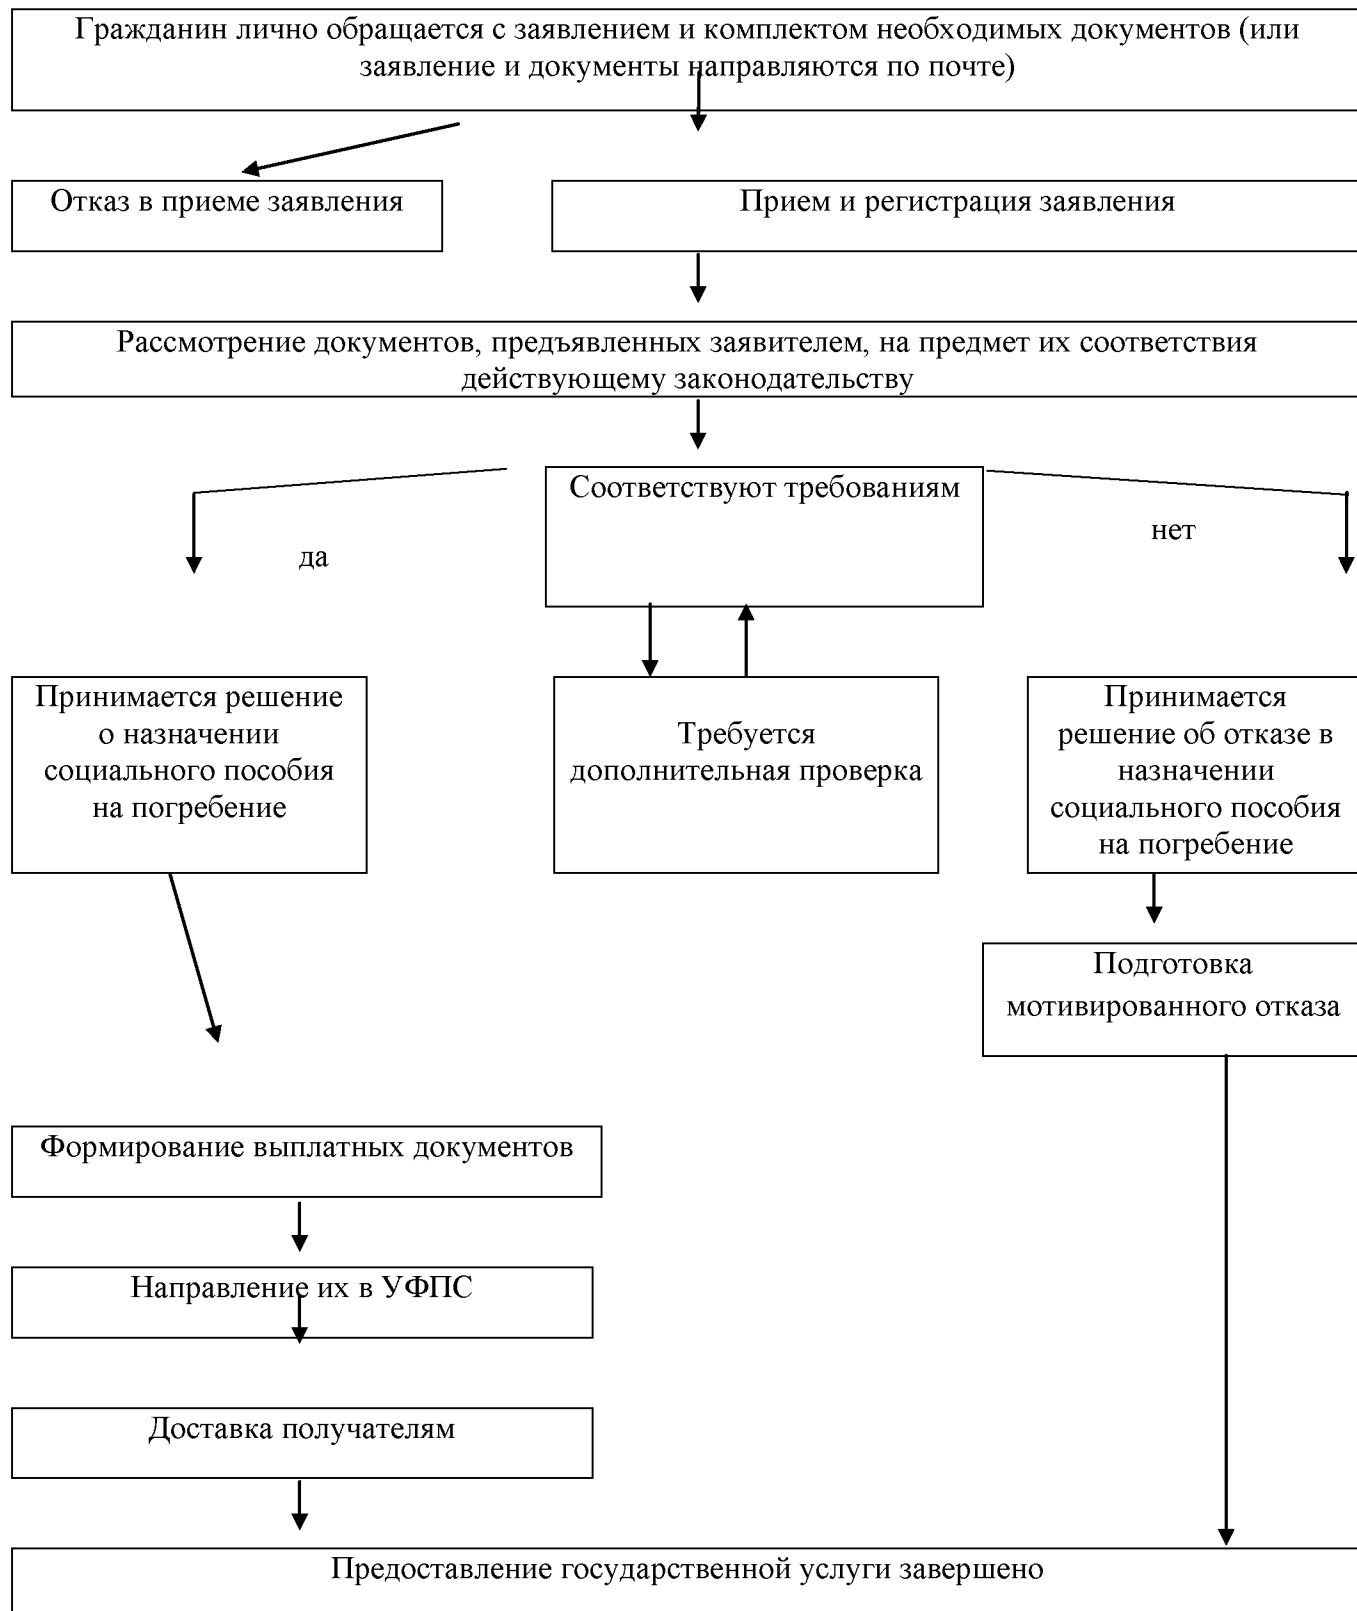 Гражданин лично обращается с заявлением и комплектом необходимых документов (или
заявление и документы направляются по почте)
Отказ в приеме заявления
Прием и регистрация заявления
Рассмотрение документов, предъявленных заявителем, на предмет их соответствия
действующему законодательству
Соответствуют требованиям
да
нет
Принимается решение
о назначении
социального пособия
на погребение
Требуется
дополнительная проверка
Принимается
решение об отказе в
назначении
социального пособия
на погребение
Подготовка
мотивированного отказа
Формирование выплатных документов
Направление их в УФПС
Доставка получателям
Предоставление государственной услуги завершено